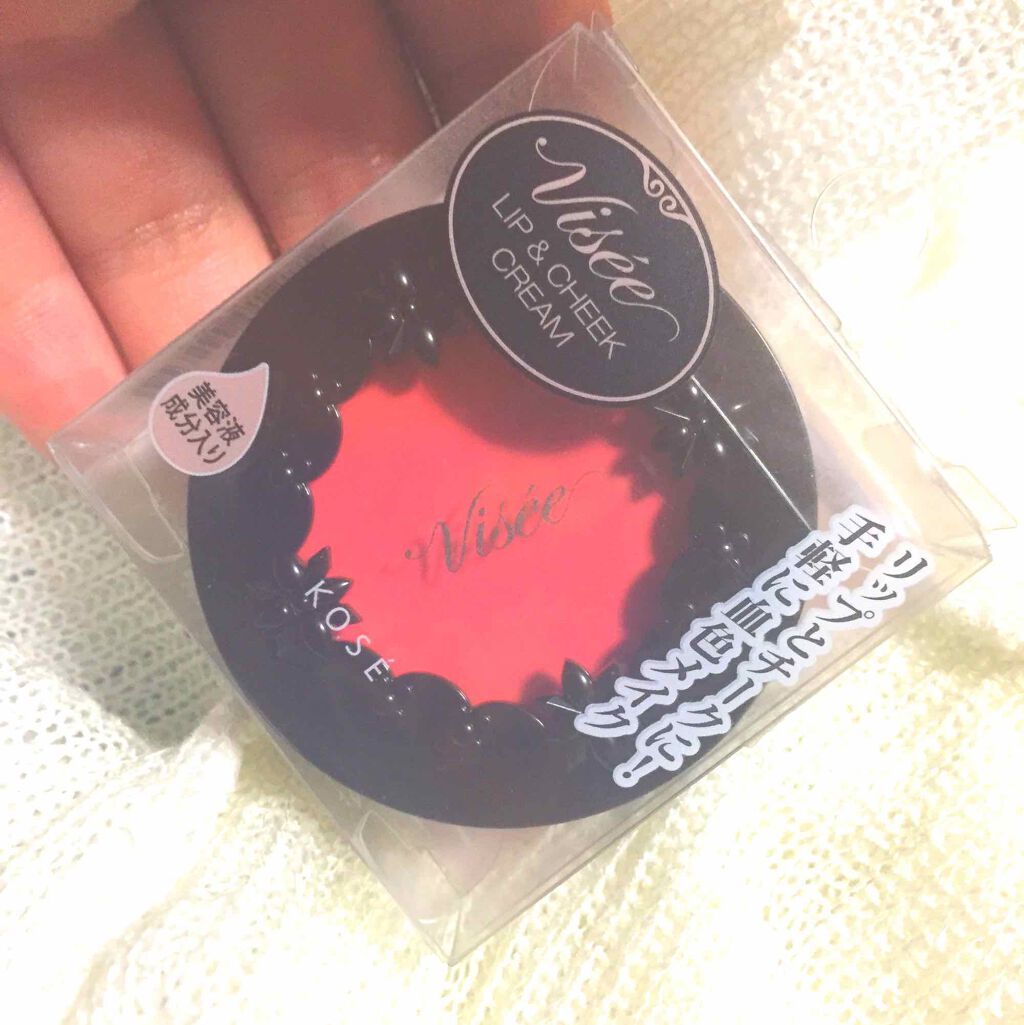 Visée
LIP & CHEEK
CREAM
美容液
成分入り
Visée
KOSÉ
リップとチークに!
手軽に血色メイク